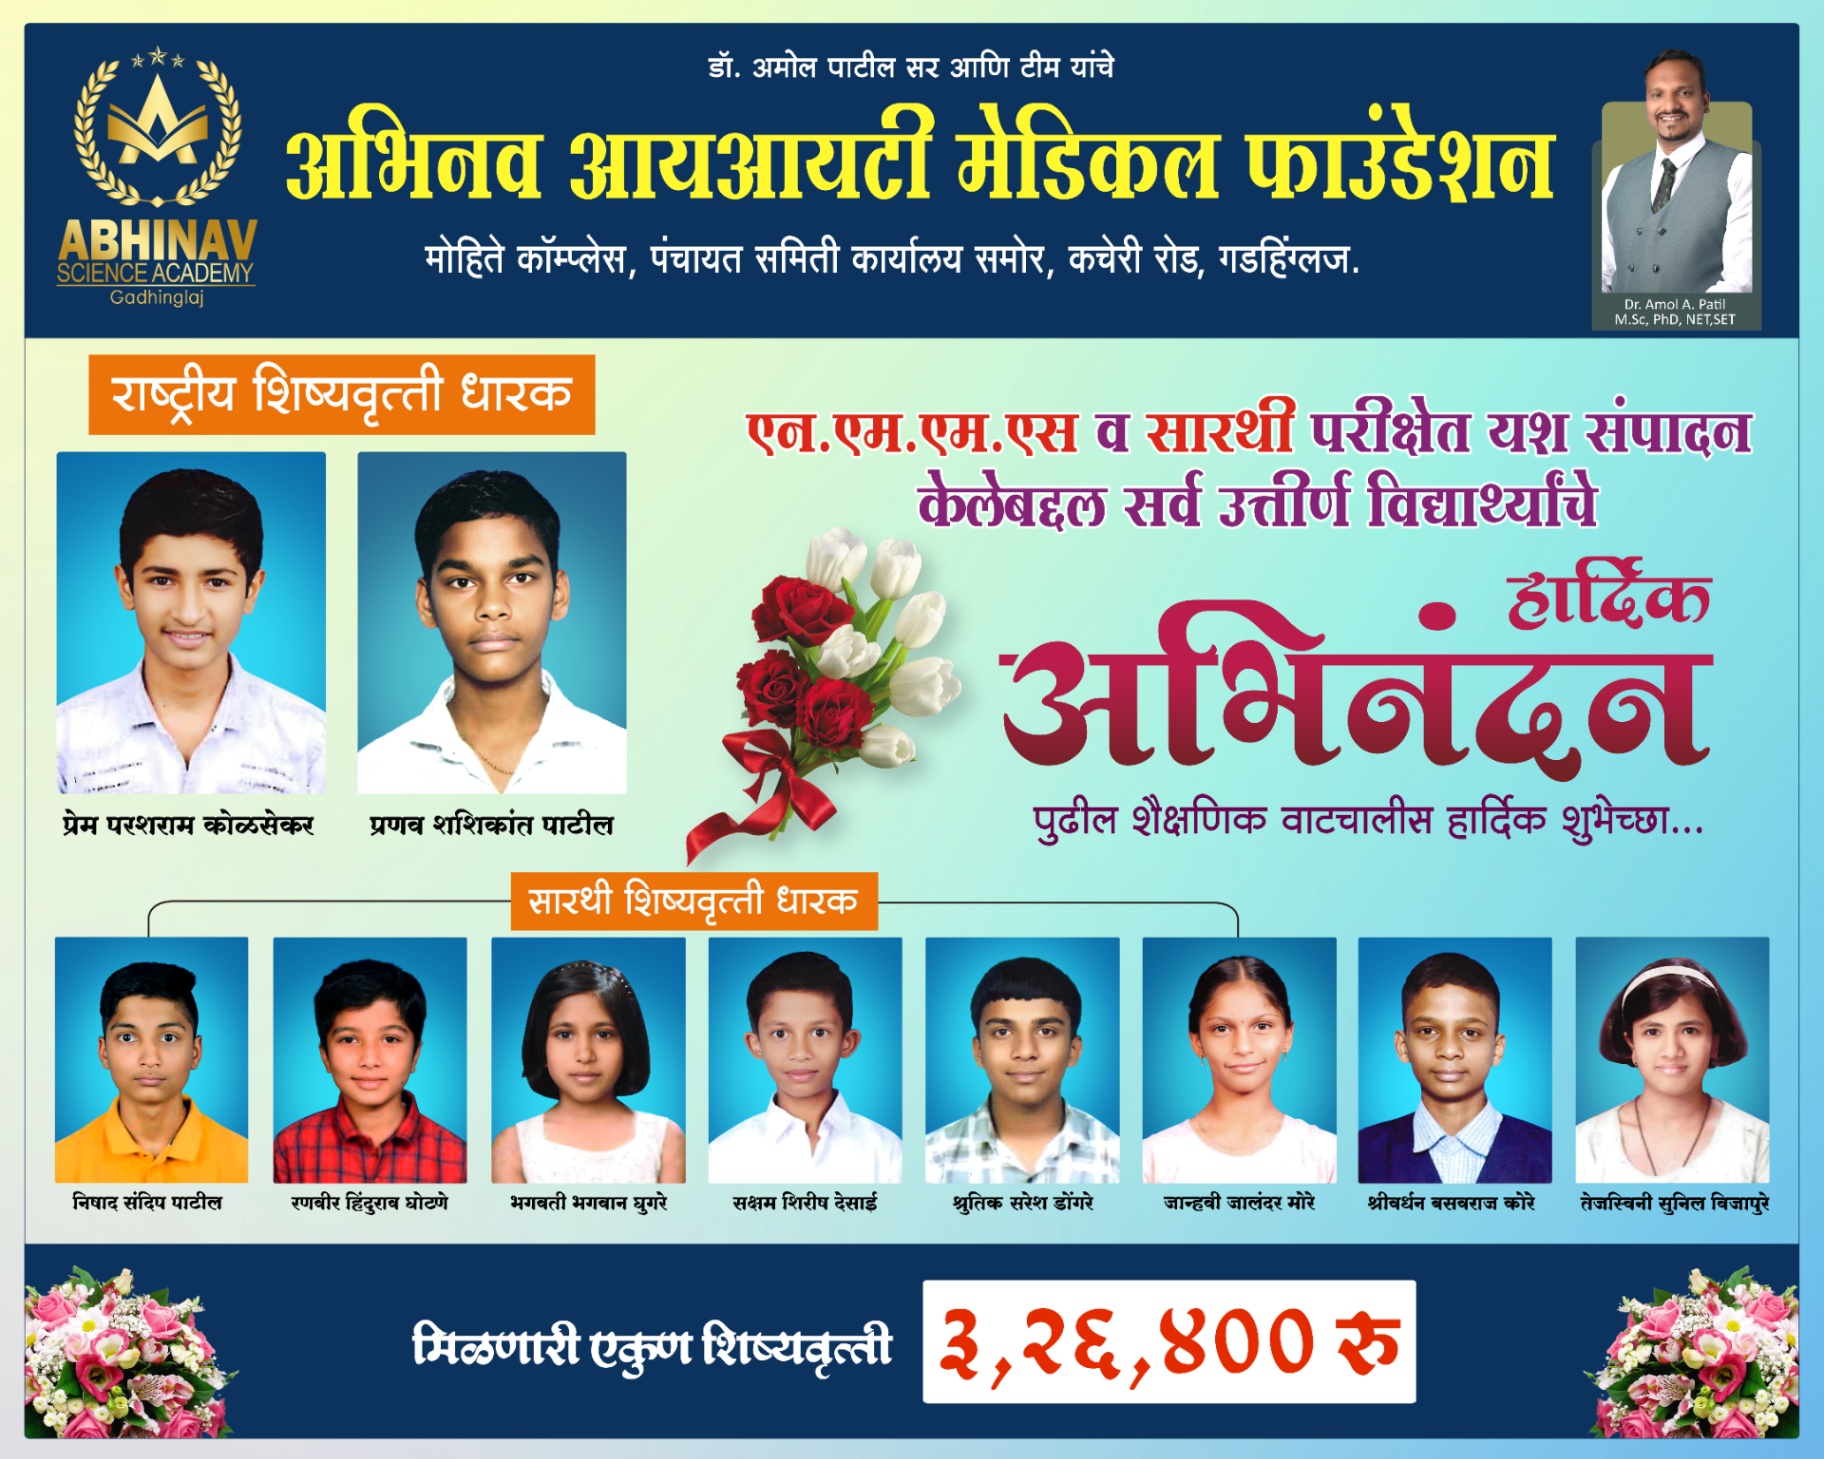 डॉ. अमोल पाटील सर आणि टीम यांचे
अभिनव आयआयटी मेडिकल फाउंडेशन
मोहिते कॉम्प्लेस, पंचायत समिती कार्यालय समोर, कचेरी रोड, गडहिंग्लज.
ABHINAV
SCIENCE ACADEMY
Gadhinglaj
Dr. Amol A. Patil
M.Sc, PhD, NET,SET
राष्ट्रीय शिष्यवृत्ती धारक
प्रेम परशराम कोळसेकर
प्रणव शशिकांत पाटील
एन.एम.एम.एस व सारथी परीक्षेत यश संपादन
केलेबद्दल सर्व उत्तीर्ण विद्यार्थ्यांचे
हार्दिक
अभिनंदन
पुढील शैक्षणिक वाटचालीस हार्दिक शुभेच्छा...
सारथी शिष्यवृत्ती धारक
निषाद संदिप पाटील
रणवीर हिंदुराव घोटणे
भगवती भगवान घुगरे
सक्षम शिरीष देसाई
श्रुतिक सरेश डोंगरे
जान्हवी जालंदर मोरे
श्रीवर्धन बसवराज कोरे
तेजस्विनी सुनिल विजापुरे
मिळणारी एकुण शिष्यवृत्ती
३,२६,४०० रु